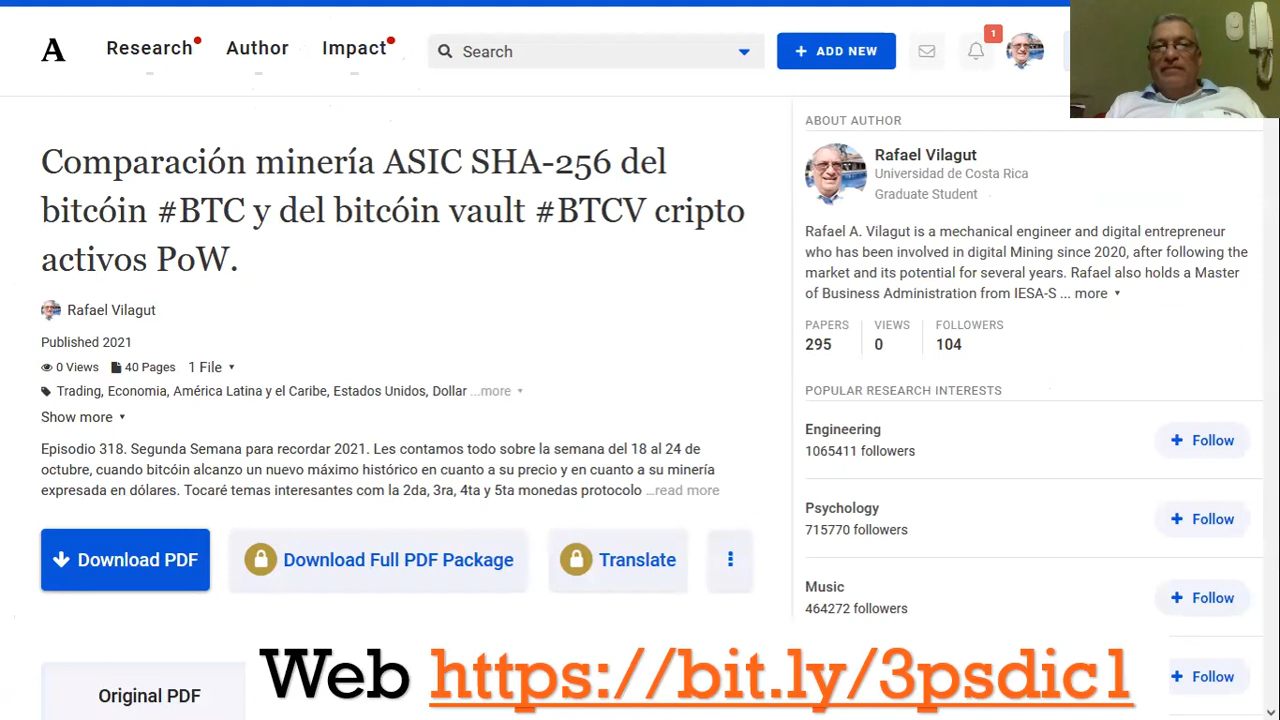 A
Research
Author
Impact
Search
+ ADD NEW
1
Comparación minería ASIC SHA-256 del
bitcóin #BTC y del bitcóin vault #BTCV cripto
activos PoW.
Rafael Vilagut
Published 2021
0 Views
40 Pages
1 File
Trading, Economia, América Latina y el Caribe, Estados Unidos, Dollar ...more
Show more
Episodio 318. Segunda Semana para recordar 2021. Les contamos todo sobre la semana del 18 al 24 de
octubre, cuando bitcóin alcanzo un nuevo máximo histórico en cuanto a su precio y en cuanto a su minería
expresada en dólares. Tocaré temas interesantes com la 2da, 3ra, 4ta y 5ta monedas protocolo ...read more
Download PDF
Download Full PDF Package
Translate
Original PDF
ABOUT AUTHOR
Rafael Vilagut
Universidad de Costa Rica
Graduate Student
Rafael A. Vilagut is a mechanical engineer and digital entrepreneur
who has been involved in digital Mining since 2020, after following the
market and its potential for several years. Rafael also holds a Master
of Business Administration from IESA-S ... more
PAPERS
295
VIEWS
0
FOLLOWERS
104
POPULAR RESEARCH INTERESTS
Engineering
1065411 followers
+ Follow
Psychology
715770 followers
+ Follow
Music
464272 followers
+ Follow
+ Follow
Web https://bit.ly/3psdic1